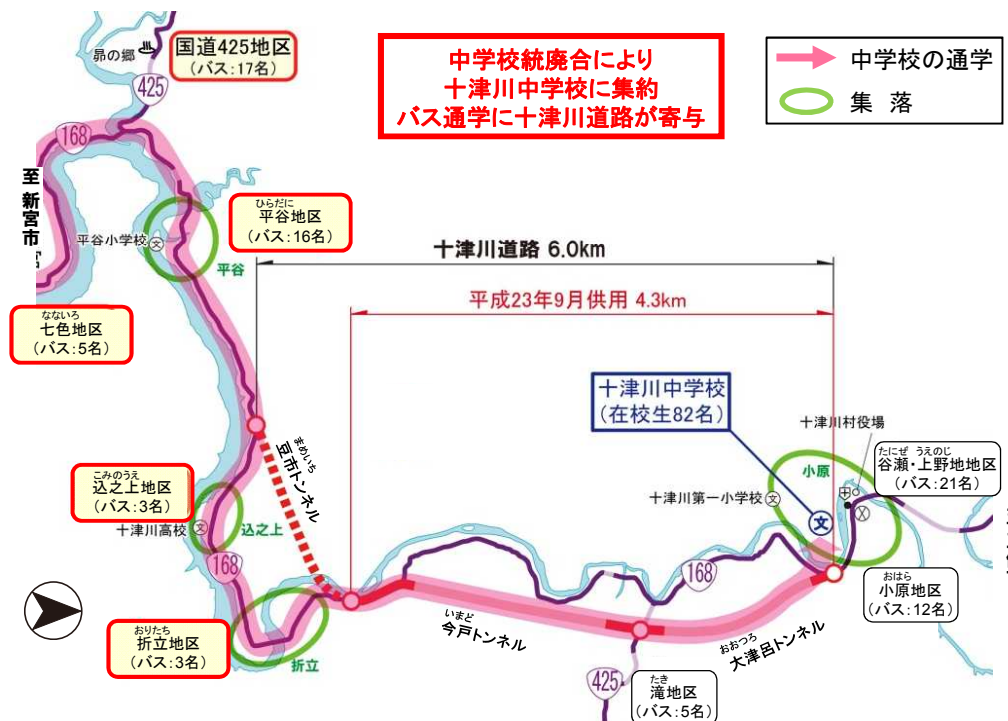 昴の郷
国道425地区
(バス:17名)
425
168
中学校統廃合により
十津川中学校に集約
バス通学に十津川道路が寄与
中学校の通学
集 落
至 新宮市
ひらだに
平谷地区
(バス:16名)
平谷小学校
文
平谷
十津川道路 6.0km
平成23年9月供用 4.3km
なないろ
七色地区
(バス:5名)
十津川中学校
(在校生82名)
十津川村役場
まめいち
豆市トンネル
小原
たにぜ うえのじ
谷瀬・上野地地区
(バス:21名)
こみのうえ
込之上地区
(バス:3名)
十津川高校
文
込之上
十津川第一小学校
文
文
168
168
おはら
小原地区
(バス:12名)
おりたち
折立地区
(バス:3名)
折立
いまど
今戸トンネル
おおつろ
大津呂トンネル
425
たき
滝地区
(バス:5名)